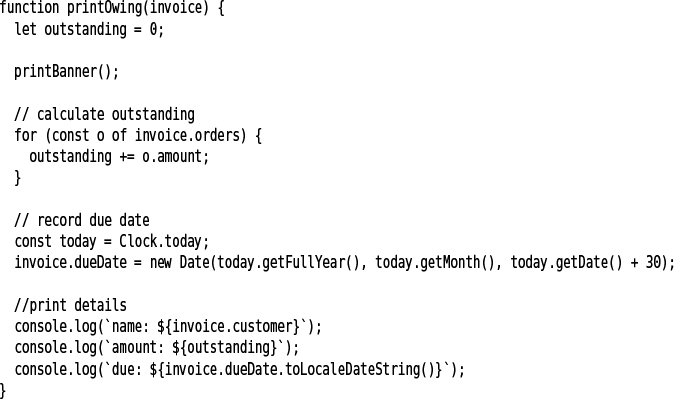 function printOwing(invoice) {
let outstanding = 0;
printBanner();
// calculate outstanding
for (const o of invoice.orders) {
outstanding += o.amount;
}
// record due date
const today = Clock.today;
invoice.dueDate = new Date(today.getFullYear(), today.getMonth(), today.getDate() + 30);
//print details
console.log(`name: ${invoice.customer}`);
console.log(`amount: ${outstanding}`);
console.log(`due: ${invoice.dueDate.toLocaleDateString()}`);
}